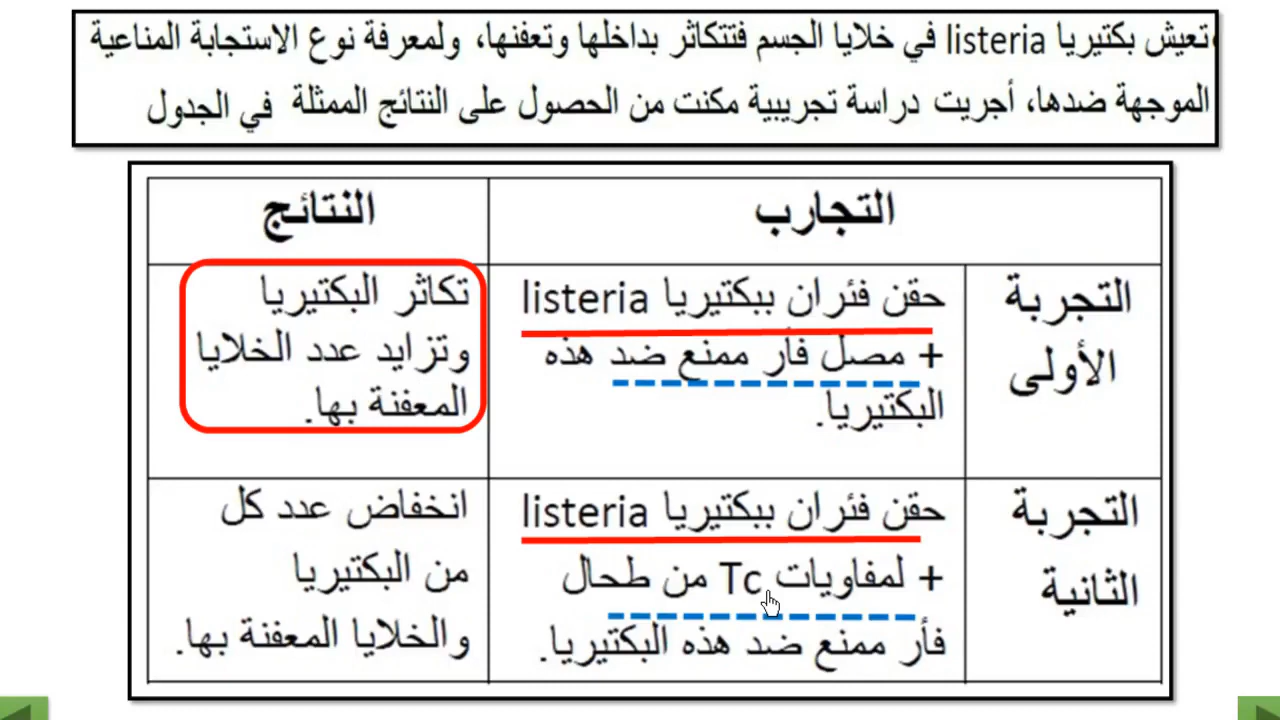 تعيش بكتيريا listeria في خلايا الجسم فتتكاثر بداخلها وتعفنها، ولمعرفة نوع الاستجابة المناعية
الموجهة ضدها، أجريت دراسة تجريبية مكنت من الحصول على النتائج الممثلة في الجدول
التجارب
النتائج
التجربة
الأولى
حقن فئران ببكتيريا listeria
+ مصل فأر ممنع ضد هذه
البكتيريا.
تكاثر البكتيريا
وتزايد عدد الخلايا
المعفنة بها.
التجربة
الثانية
حقن فئران ببكتيريا listeria
+ لمفاويات Tc من طحال
فأر ممنع ضد هذه البكتيريا.
انخفاض عدد كل
من البكتيريا
والخلايا المعفنة بها.